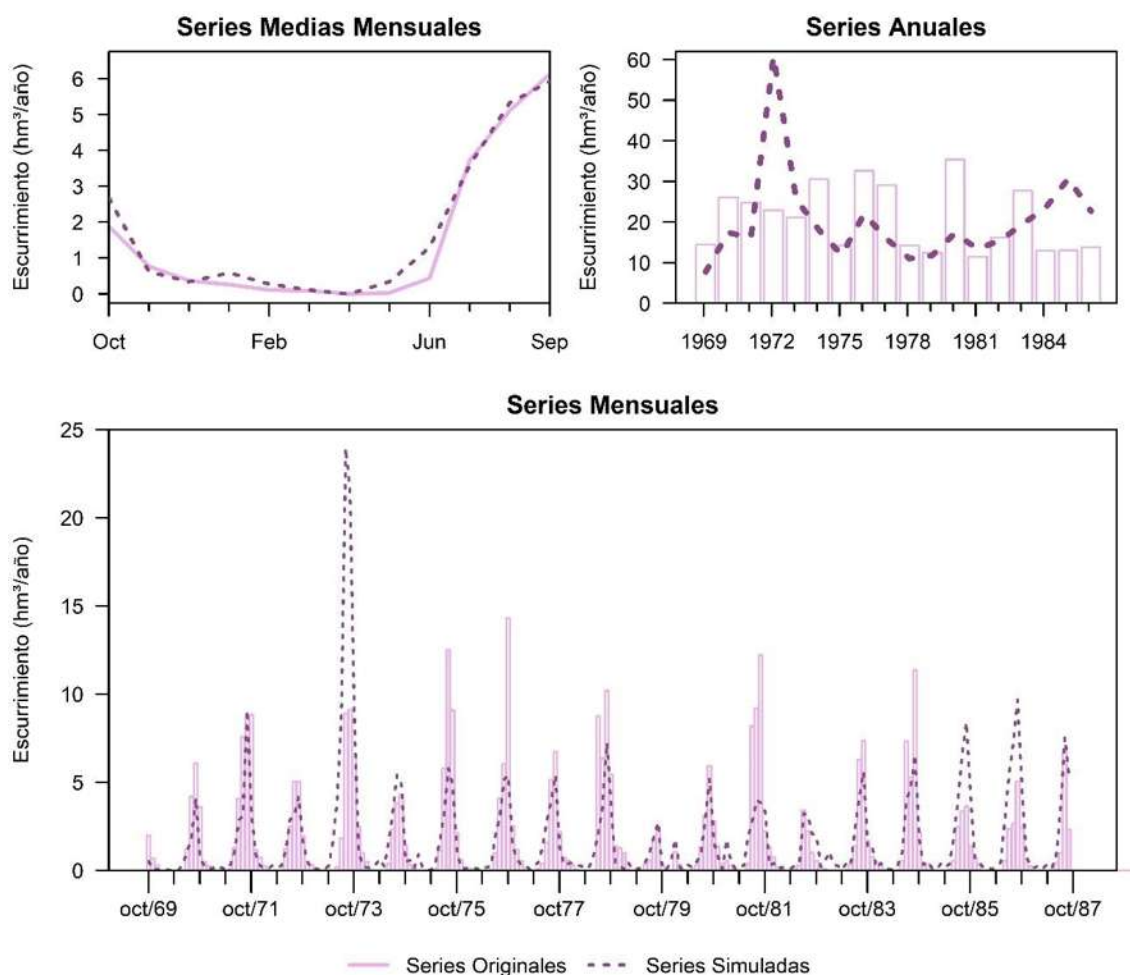 Series Medias Mensuales
Escurrimiento (hm³/año)
6
5
4
3
2
1
0
Oct Feb Jun Sep
Series Anuales
Escurrimiento (hm³/año)
60
50
40
30
20
10
0
1969 1972 1975 1978 1981 1984
Series Mensuales
Escurrimiento (hm³/año)
25
20
15
10
5
0
oct/69 oct/71 oct/73 oct/75 oct/77 oct/79 oct/81 oct/83 oct/85 oct/87
Series Originales Series Simuladas